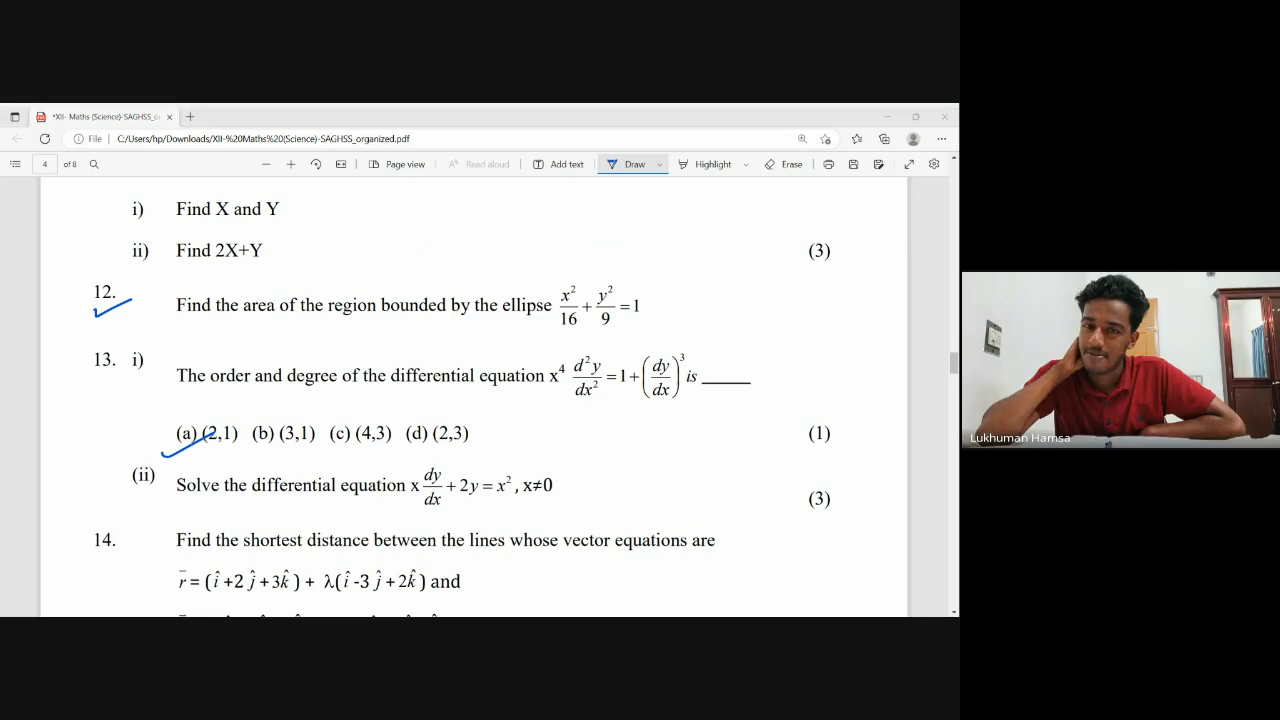 *XII- Maths (Science)-SAGHSS_or
File C:/Users/hp/Downloads/XII-%20Maths%20(Science)-SAGHSS_organized.pdf
4 of 8 Page view Read aloud Add text Draw Highlight Erase
i) Find X and Y
ii) Find 2X+Y (3)
12. Find the area of the region bounded by the ellipse x²/16 + y²/9 = 1
13. i) The order and degree of the differential equation x⁴ d²y/dx² = 1 + (dy/dx)³ is _____
(a) (2,1) (b) (3,1) (c) (4,3) (d) (2,3) (1)
(ii) Solve the differential equation x dy/dx + 2y = x², x≠0 (3)
14. Find the shortest distance between the lines whose vector equations are
r̄ = (î +2 ĵ + 3k̂ ) + λ(î -3 ĵ + 2k̂ ) and
Lukhuman Hamsa